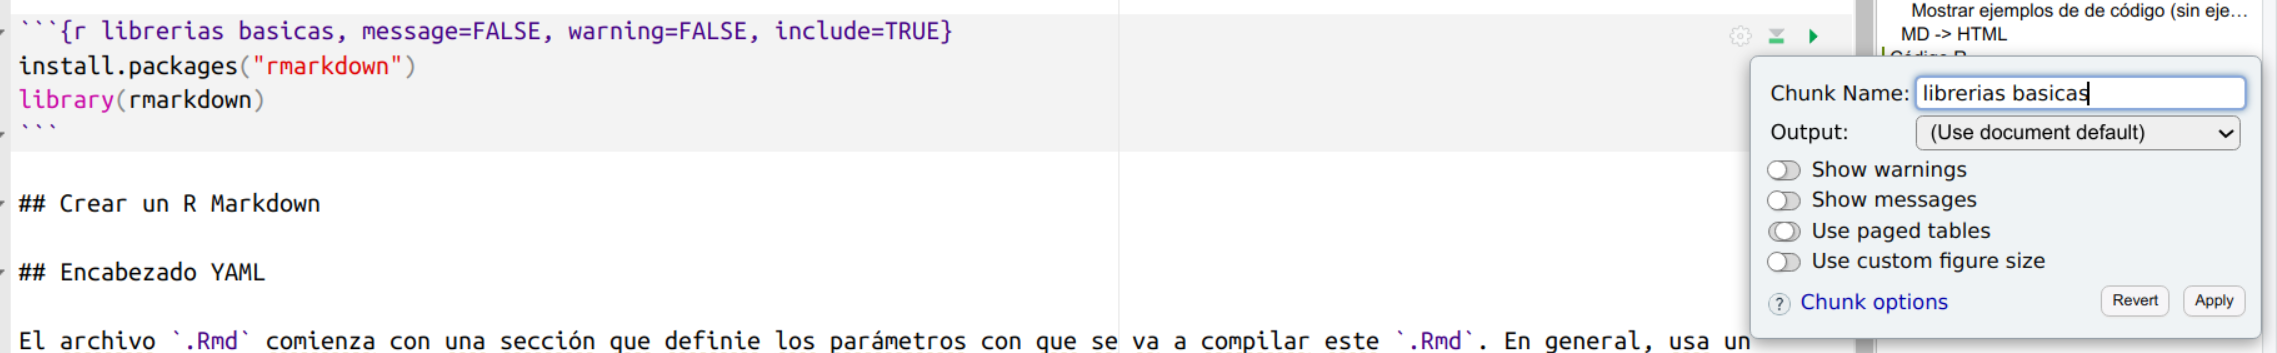 ```{r librerias basicas, message=FALSE, warning=FALSE, include=TRUE}
install.packages("rmarkdown")
library(rmarkdown)
```
## Crear un R Markdown
## Encabezado YAML
El archivo `.Rmd` comienza con una sección que definie los parámetros con que se va a compilar este `.Rmd`. En general, usa un
Mostrar ejemplos de de código (sin eje...
MD -> HTML
Código R
Chunk Name: librerias basicas
Output: (Use document default)
Show warnings
Show messages
Use paged tables
Use custom figure size
? Chunk options Revert Apply